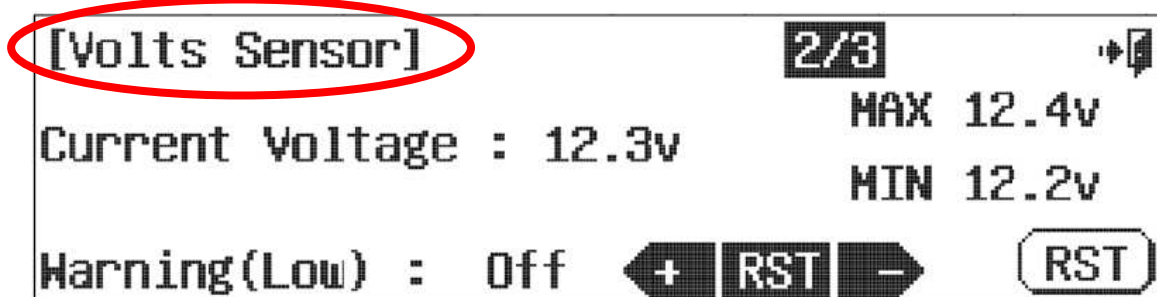 [Volts Sensor] 2/3
MAX 12.4v
Current Voltage : 12.3v
MIN 12.2v
Warning(Low) : Off + RST - RST